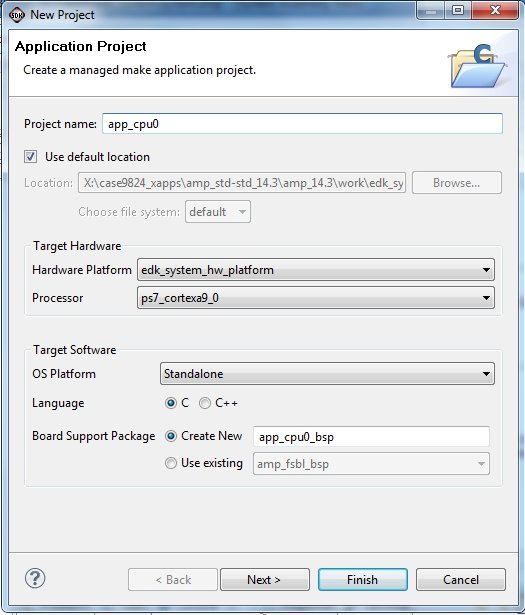 SDK New Project
Application Project
Create a managed make application project.
C
Project name: app_cpu0
Use default location
Location: X:\case9824_xapps\amp_std-std_14.3\amp_14.3\work\edk_sy Browse...
Choose file system: default
Target Hardware
Hardware Platform edk_system_hw_platform
Processor ps7_cortexa9_0
Target Software
OS Platform Standalone
Language C C++
Board Support Package Create New app_cpu0_bsp
Use existing amp_fsbl_bsp
? < Back Next > Finish Cancel